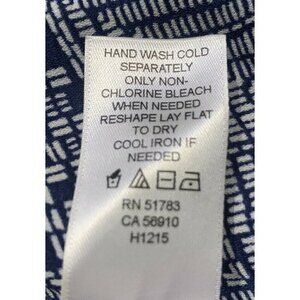 HAND WASH COLD
SEPARATELY
ONLY NON-
CHLORINE BLEACH
WHEN NEEDED
RESHAPE LAY FLAT
TO DRY
COOL IRON IF
NEEDED
RN 51783
CA 56910
H1215